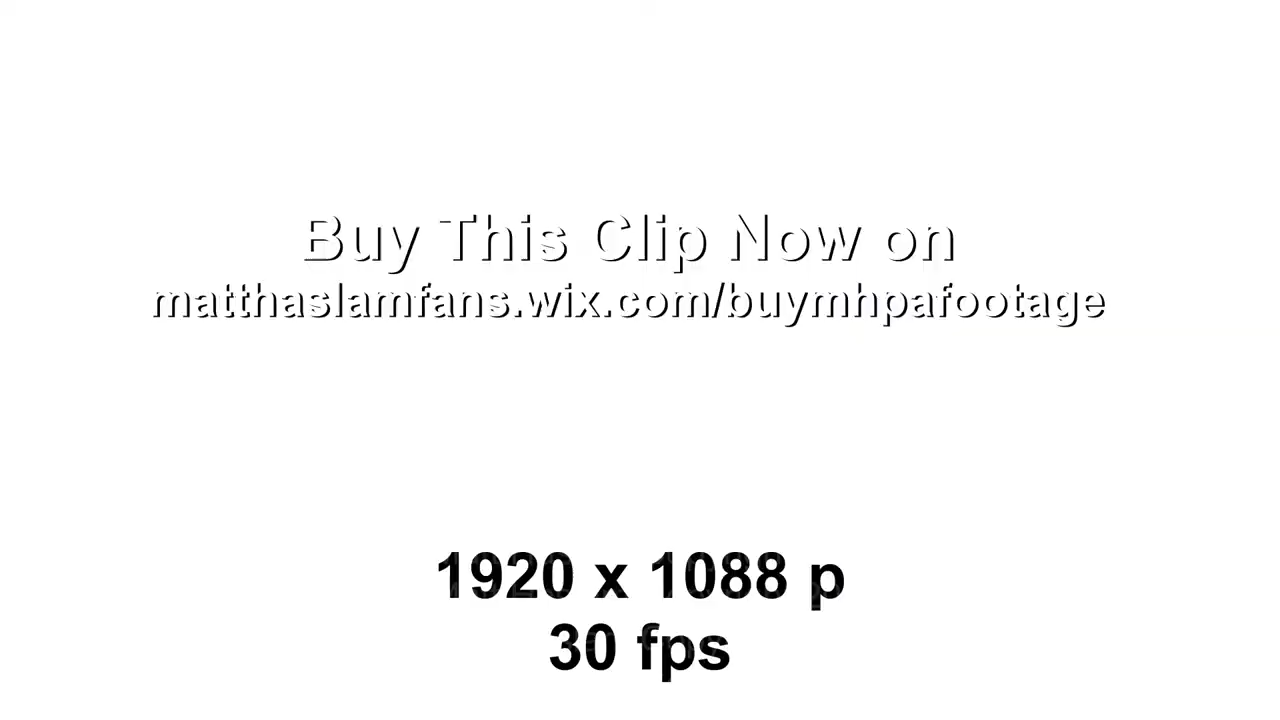 Buy This Clip Now on
matthaslamfans.wix.com/buymhpafootage
1920 x 1088 p
30 fps